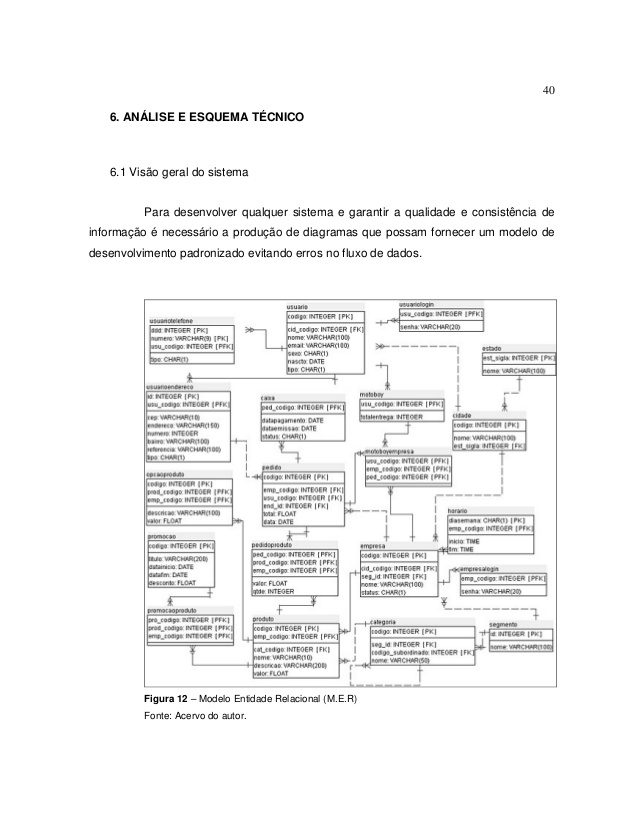 40
6. ANÁLISE E ESQUEMA TÉCNICO
6.1 Visão geral do sistema
Para desenvolver qualquer sistema e garantir a qualidade e consistência de
informação é necessário a produção de diagramas que possam fornecer um modelo de
desenvolvimento padronizado evitando erros no fluxo de dados.
usuariotelefone
ddd: INTEGER [PK]
numero: VARCHAR(9) [PK]
usu_codigo: INTEGER [PFK]
tipo: CHAR(1)
usuario
codigo: INTEGER [PK]
cid_codigo: INTEGER [FK]
nome: VARCHAR(100)
email: VARCHAR(100)
sexo: CHAR(1)
nascto: DATE
tipo: CHAR(1)
usuariologin
usu_codigo: INTEGER [PFK]
senha: VARCHAR(20)
estado
est_sigla: INTEGER [PK]
nome: VARCHAR(100)
usuarioendereco
id: INTEGER [PK]
usu_codigo: INTEGER [PFK]
cep: VARCHAR(10)
endereco: VARCHAR(150)
numero: INTEGER
bairro: VARCHAR(100)
referencia: VARCHAR(100)
tipo: CHAR(1)
caixa
ped_codigo: INTEGER [PFK]
datapagamento: DATE
dataemissao: DATE
status: CHAR(1)
motoboy
usu_codigo: INTEGER [PFK]
totalentrega: INTEGER
cidade
codigo: INTEGER [PK]
nome: VARCHAR(100)
est_sigla: INTEGER [FK]
motoboyempresa
usu_codigo: INTEGER [PFK]
emp_codigo: INTEGER [PFK]
ped_codigo: INTEGER [PFK]
opcaoproduto
codigo: INTEGER [PK]
prod_codigo: INTEGER [PFK]
emp_codigo: INTEGER [PFK]
descricao: VARCHAR(100)
valor: FLOAT
pedido
codigo: INTEGER [PK]
emp_codigo: INTEGER [FK]
usu_codigo: INTEGER [FK]
end_id: INTEGER [FK]
total: FLOAT
data: DATE
horario
diasemana: CHAR(1) [PK]
emp_codigo: INTEGER [PFK]
inicio: TIME
fim: TIME
promocao
codigo: INTEGER [PK]
titulo: VARCHAR(200)
datainicio: DATE
datafim: DATE
desconto: FLOAT
pedidoproduto
ped_codigo: INTEGER [PFK]
prod_codigo: INTEGER [PFK]
emp_codigo: INTEGER [PFK]
valor: FLOAT
qtde: INTEGER
empresa
codigo: INTEGER [PK]
cid_codigo: INTEGER [FK]
seg_id: INTEGER [FK]
nome: VARCHAR(100)
status: CHAR(1)
empresalogin
emp_codigo: INTEGER [PFK]
senha: VARCHAR(20)
promocaoproduto
pro_codigo: INTEGER [PFK]
prod_codigo: INTEGER [PFK]
emp_codigo: INTEGER [PFK]
produto
codigo: INTEGER [PK]
emp_codigo: INTEGER [PFK]
cat_codigo: INTEGER [FK]
nome: VARCHAR(10)
descricao: VARCHAR(200)
valor: FLOAT
categoria
codigo: INTEGER [PK]
seg_id: INTEGER [FK]
codigo_subordinado: INTEGER [FK]
nome: VARCHAR(50)
segmento
id: INTEGER [PK]
nome: VARCHAR(100)
Figura 12 – Modelo Entidade Relacional (M.E.R)
Fonte: Acervo do autor.